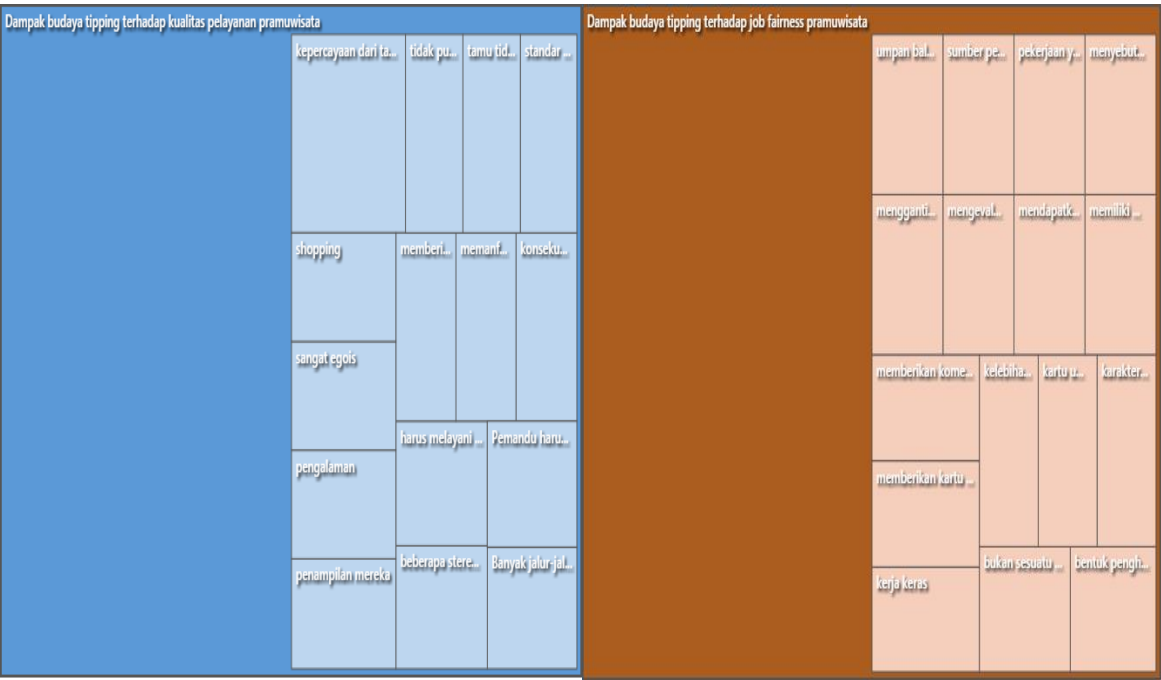 Dampak budaya tipping terhadap kualitas pelayanan pramuwisata
kepercayaan dari ta...
tidak pu...
tamu tid...
standar ...
shopping
memberi...
memanf...
konseku...
sangat egois
pengalaman
penampilan mereka
harus melayani ...
Pemandu haru...
beberapa stere...
Banyak jalur-jal...
Dampak budaya tipping terhadap job fairness pramuwisata
umpan bal...
sumber pe...
pekerjaan y...
menyebut...
mengganti...
mengeval...
mendapatk...
memiliki ...
memberikan kome...
kelebiha...
kartu u...
karakter...
memberikan kartu ...
kerja keras
bukan sesuatu ...
bentuk pengh...